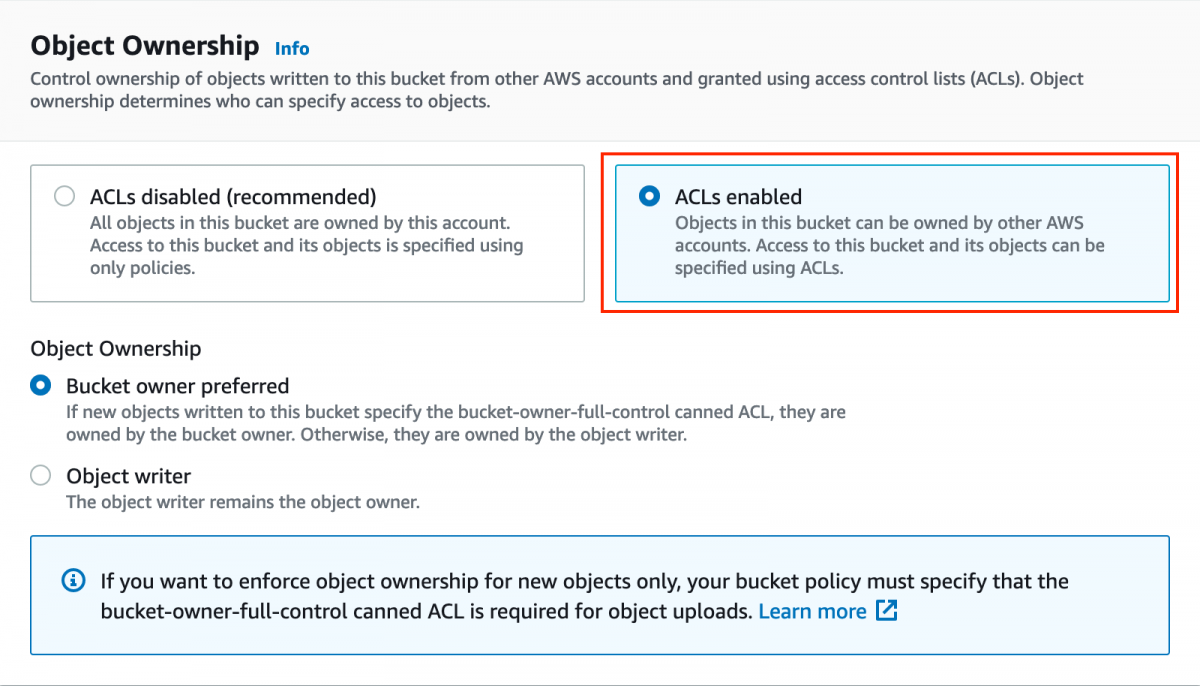 Object Ownership Info
Control ownership of objects written to this bucket from other AWS accounts and granted using access control lists (ACLs). Object
ownership determines who can specify access to objects.
ACLs disabled (recommended)
All objects in this bucket are owned by this account.
Access to this bucket and its objects is specified using
only policies.
ACLs enabled
Objects in this bucket can be owned by other AWS
accounts. Access to this bucket and its objects can be
specified using ACLs.
Object Ownership
Bucket owner preferred
If new objects written to this bucket specify the bucket-owner-full-control canned ACL, they are
owned by the bucket owner. Otherwise, they are owned by the object writer.
Object writer
The object writer remains the object owner.
If you want to enforce object ownership for new objects only, your bucket policy must specify that the
bucket-owner-full-control canned ACL is required for object uploads. Learn more